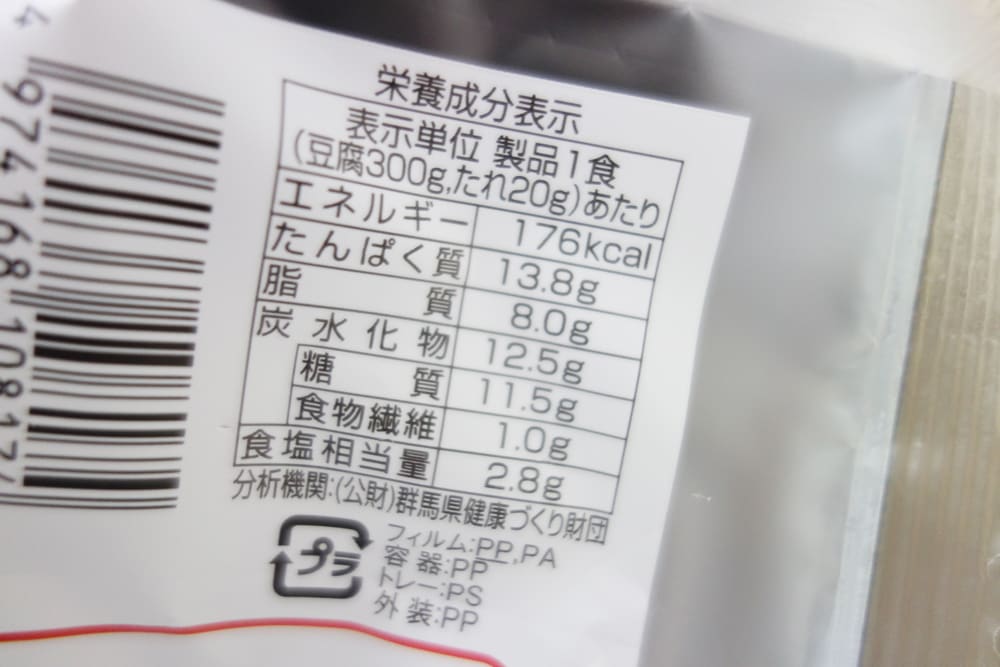 栄養成分表示
表示単位 製品1食
(豆腐300g,たれ20g)あたり
エネルギー 176kcal
たんぱく質 13.8g
脂質 8.0g
炭水化物 12.5g
糖質 11.5g
食物繊維 1.0g
食塩相当量 2.8g
分析機関:(公財)群馬県健康づくり財団
プラ
フィルム:PP,PA
容器:PP
トレー:PS
外装:PP
4 974168 10817